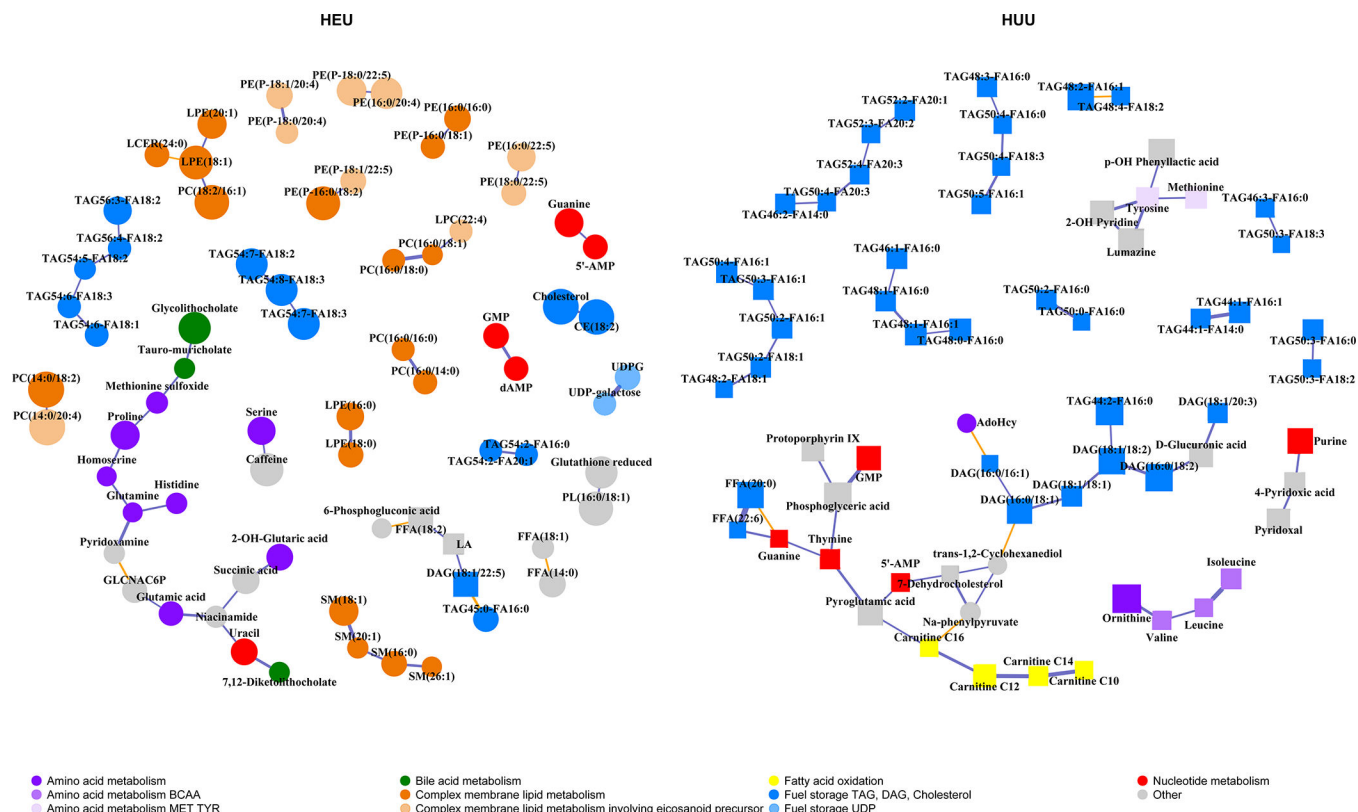 HEU
HUU
PE(P-18:1/20:4)
PE(P-18:0/20:4)
PE(P-18:0/22:5)
PE(16:0/20:4)
LPE(20:1)
LCER(24:0)
LPE(18:1)
PC(18:2/16:1)
PE(16:0/16:0)
PE(P-16:0/18:1)
PE(16:0/22:5)
PE(18:0/22:5)
PE(P-18:1/22:5)
PE(P-16:0/18:2)
TAG56:3-FA18:2
TAG56:4-FA18:2
TAG54:5-FA18:2
TAG54:6-FA18:3
TAG54:6-FA18:1
LPC(22:4)
PC(16:0/18:1)
PC(16:0/18:0)
Guanine
5'-AMP
TAG54:7-FA18:2
TAG54:8-FA18:3
TAG54:7-FA18:3
Cholesterol
CE(18:2)
Glycolithocholate
Tauro-muricholate
Methionine sulfoxide
Proline
Homoserine
Glutamine
Histidine
Pyridoxamine
GLCNAC6P
Glutamic acid
Niacinamide
Succinic acid
2-OH-Glutaric acid
Uracil
7,12-Diketolithocholate
GMP
dAMP
PC(16:0/16:0)
PC(16:0/14:0)
UDPG
UDP-galactose
PC(14:0/18:2)
PC(14:0/20:4)
Serine
Caffeine
LPE(16:0)
LPE(18:0)
TAG54:2-FA16:0
TAG54:2-FA20:1
Glutathione reduced
PL(16:0/18:1)
6-Phosphogluconic acid
FFA(18:2)
LA
DAG(18:1/22:5)
TAG45:0-FA16:0
FFA(18:1)
FFA(14:0)
SM(18:1)
SM(20:1)
SM(16:0)
SM(26:1)
TAG52:2-FA20:1
TAG52:3-FA20:2
TAG52:4-FA20:3
TAG50:4-FA20:3
TAG46:2-FA14:0
TAG48:3-FA16:0
TAG50:4-FA16:0
TAG50:4-FA18:3
TAG50:5-FA16:1
TAG48:2-FA16:1
TAG48:4-FA18:2
p-OH Phenyllactic acid
Methionine
Tyrosine
2-OH Pyridine
Lumazine
TAG46:3-FA16:0
TAG50:3-FA18:3
TAG50:4-FA16:1
TAG50:3-FA16:1
TAG50:2-FA16:1
TAG50:2-FA18:1
TAG48:2-FA18:1
TAG46:1-FA16:0
TAG48:1-FA16:0
TAG48:1-FA16:1
TAG48:0-FA16:0
TAG50:2-FA16:0
TAG50:0-FA16:0
TAG44:1-FA16:1
TAG44:1-FA14:0
TAG50:3-FA16:0
TAG50:3-FA18:2
AdoHcy
TAG44:2-FA16:0
DAG(18:1/20:3)
DAG(18:1/18:2)
D-Glucuronic acid
DAG(16:0/18:2)
DAG(16:0/16:1)
DAG(18:1/18:1)
DAG(16:0/18:1)
Purine
4-Pyridoxic acid
Pyridoxal
Protoporphyrin IX
GMP
Phosphoglyceric acid
FFA(20:0)
FFA(22:6)
Guanine
Thymine
5'-AMP
trans-1,2-Cyclohexanediol
7-Dehydrocholesterol
Pyroglutamic acid
Na-phenylpyruvate
Carnitine C16
Carnitine C14
Carnitine C12
Carnitine C10
Isoleucine
Ornithine
Valine
Leucine
Amino acid metabolism
Amino acid metabolism BCAA
Amino acid metabolism MET TYR
Bile acid metabolism
Complex membrane lipid metabolism
Complex membrane lipid metabolism involving eicosanoid precursor
Fatty acid oxidation
Fuel storage TAG, DAG, Cholesterol
Fuel storage UDP
Nucleotide metabolism
Other